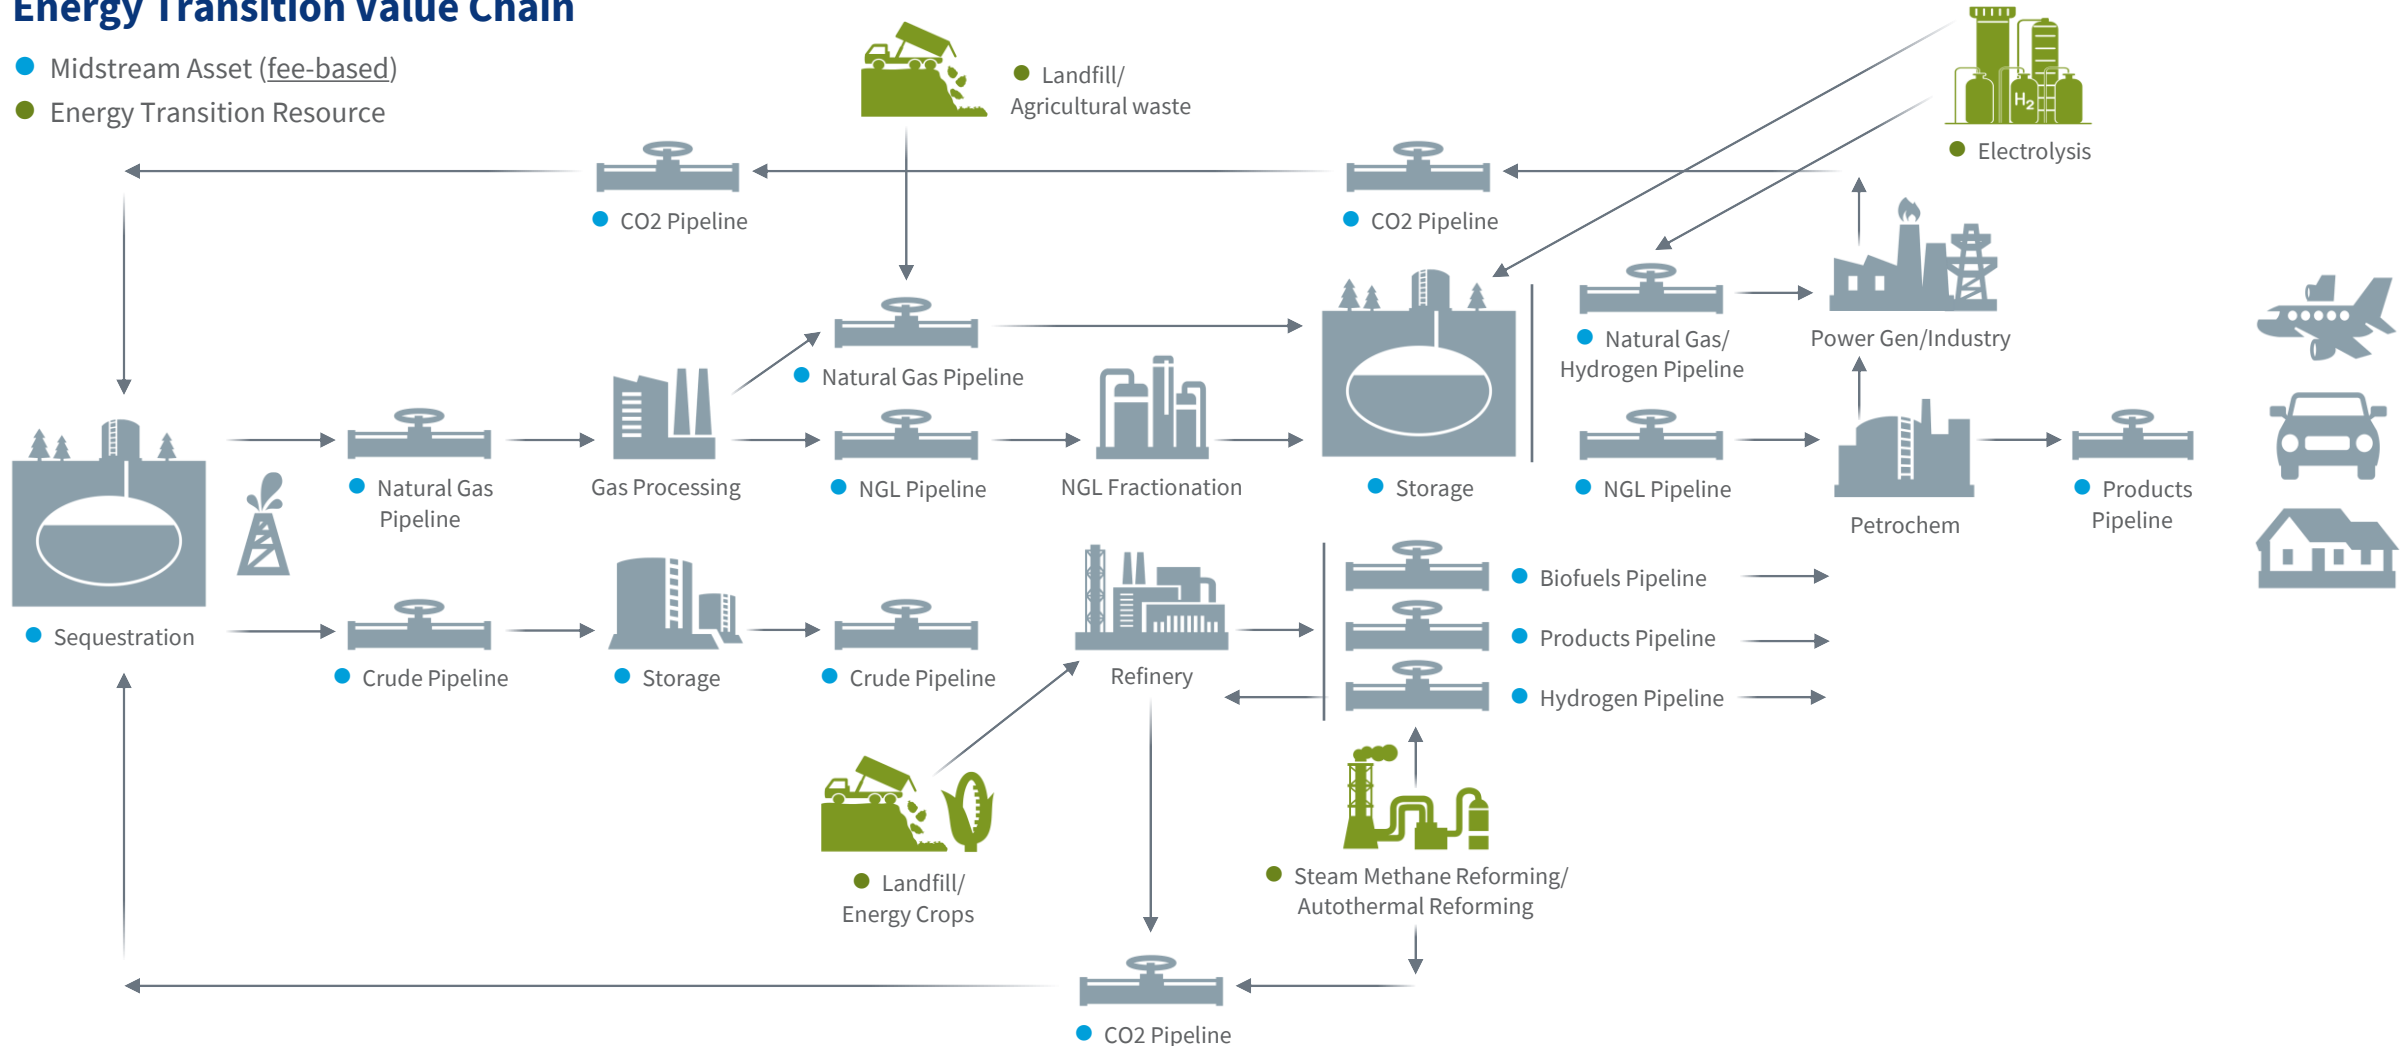 Energy Transition Value Chain
Midstream Asset (fee-based)
Energy Transition Resource
Landfill/
Agricultural waste
H2
Electrolysis
CO2 Pipeline
CO2 Pipeline
Natural Gas Pipeline
Natural Gas/
Hydrogen Pipeline
Power Gen/Industry
Natural Gas
Pipeline
Gas Processing
NGL Pipeline
NGL Fractionation
Storage
NGL Pipeline
Petrochem
Products
Pipeline
Sequestration
Crude Pipeline
Storage
Crude Pipeline
Refinery
Biofuels Pipeline
Products Pipeline
Hydrogen Pipeline
Landfill/
Energy Crops
Steam Methane Reforming/
Autothermal Reforming
CO2 Pipeline